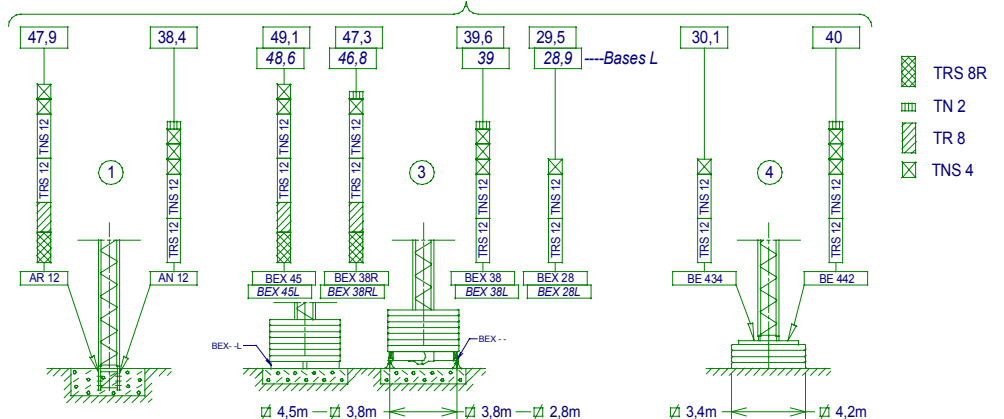 47,9 38,4 49,1 47,3 39,6 29,5 30,1 40
48,6 46,8 39 28,9 ----Bases L
TRS 8R
TN 2
TR 8
TNS 4
TRS 12 TNS 12
TRS 12 TNS 12
TRS 12 TNS 12
TRS 12 TNS 12
TRS 12 TNS 12
TRS 12 TNS 12
TRS 12 TNS 12
TRS 12 TNS 12
1 3 4
AR 12 AN 12 BEX 45 BEX 38R BEX 38 BEX 28 BE 434 BE 442
BEX 45L BEX 38RL BEX 38L BEX 28L
BEX- -L BEX - -
4,5m 3,8m 3,8m 2,8m 3,4m 4,2m